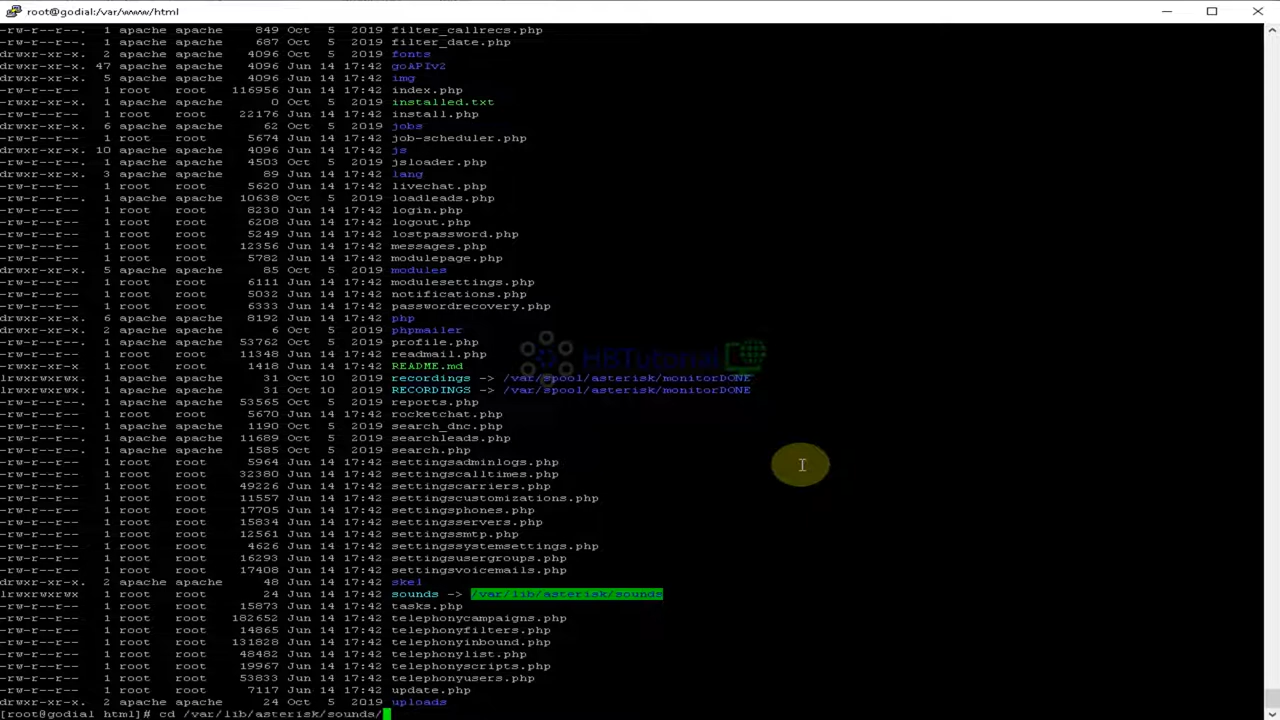 root@godial:/var/www/html
-rw-r--r--. 1 apache apache 849 Oct 5 2019 filter_callrecs.php
-rw-r--r--. 1 apache apache 687 Oct 5 2019 filter_date.php
drwxr-xr-x. 2 apache apache 4096 Oct 5 2019 fonts
drwxr-xr-x. 47 apache apache 4096 Jun 14 17:42 goAPIv2
drwxr-xr-x. 5 apache apache 4096 Jun 14 17:42 img
-rw-r--r-- 1 root root 116956 Jun 14 17:42 index.php
-rw-r--r--. 1 apache apache 0 Oct 5 2019 installed.txt
-rw-r--r-- 1 root root 22176 Jun 14 17:42 install.php
drwxr-xr-x. 6 apache apache 62 Oct 5 2019 jobs
-rw-r--r-- 1 root root 5674 Jun 14 17:42 job-scheduler.php
drwxr-xr-x. 10 apache apache 4096 Jun 14 17:42 js
-rw-r--r--. 1 apache apache 4503 Oct 5 2019 jsloader.php
drwxr-xr-x. 3 apache apache 89 Oct 5 2019 lang
-rw-r--r-- 1 root root 5620 Jun 14 17:42 livechat.php
-rw-r--r--. 1 apache apache 10638 Oct 5 2019 loadleads.php
-rw-r--r-- 1 root root 8230 Jun 14 17:42 login.php
-rw-r--r-- 1 root root 6208 Jun 14 17:42 logout.php
-rw-r--r-- 1 root root 5249 Jun 14 17:42 lostpassword.php
-rw-r--r-- 1 root root 12356 Jun 14 17:42 messages.php
-rw-r--r-- 1 root root 5782 Jun 14 17:42 modulepage.php
drwxr-xr-x. 5 apache apache 85 Oct 5 2019 modules
-rw-r--r-- 1 root root 6111 Jun 14 17:42 modulesettings.php
-rw-r--r-- 1 root root 5032 Jun 14 17:42 notifications.php
-rw-r--r-- 1 root root 6333 Jun 14 17:42 passwordrecovery.php
drwxr-xr-x. 6 apache apache 8192 Jun 14 17:42 php
drwxr-xr-x. 2 apache apache 6 Oct 5 2019 phpmailer
-rw-r--r-- 1 root root 53762 Jun 14 17:42 profile.php
-rw-r--r-- 1 root root 11348 Jun 14 17:42 readmail.php
-rw-r--r-- 1 root root 1418 Jun 14 17:42 README.md
lrwxrwxrwx. 1 apache apache 31 Oct 10 2019 recordings -> /var/spool/asterisk/monitorDONE
lrwxrwxrwx. 1 apache apache 31 Oct 10 2019 RECORDINGS -> /var/spool/asterisk/monitorDONE
-rw-r--r-- 1 root root 53565 Jun 14 17:42 reports.php
-rw-r--r-- 1 root root 5670 Jun 14 17:42 rocketchat.php
-rw-r--r--. 1 apache apache 1190 Oct 5 2019 search_dnc.php
-rw-r--r--. 1 apache apache 11689 Oct 5 2019 searchleads.php
-rw-r--r--. 1 apache apache 1585 Oct 5 2019 search.php
-rw-r--r-- 1 root root 5964 Jun 14 17:42 settingsadminlogs.php
-rw-r--r-- 1 root root 32380 Jun 14 17:42 settingscalltimes.php
-rw-r--r-- 1 root root 49226 Jun 14 17:42 settingscarriers.php
-rw-r--r-- 1 root root 11557 Jun 14 17:42 settingscustomizations.php
-rw-r--r-- 1 root root 17705 Jun 14 17:42 settingsphones.php
-rw-r--r-- 1 root root 15834 Jun 14 17:42 settingsservers.php
-rw-r--r-- 1 root root 12561 Jun 14 17:42 settingssmtp.php
-rw-r--r-- 1 root root 4626 Jun 14 17:42 settingssystemsettings.php
-rw-r--r-- 1 root root 16293 Jun 14 17:42 settingsusergroups.php
-rw-r--r-- 1 root root 17408 Jun 14 17:42 settingsvoicemails.php
drwxr-xr-x. 2 apache apache 48 Jun 14 17:42 skel
lrwxrwxrwx 1 root root 24 Jun 14 17:42 sounds -> /var/lib/asterisk/sounds
-rw-r--r-- 1 root root 15873 Jun 14 17:42 tasks.php
-rw-r--r-- 1 root root 182652 Jun 14 17:42 telephonycampaigns.php
-rw-r--r-- 1 root root 14865 Jun 14 17:42 telephonyfilters.php
-rw-r--r-- 1 root root 131828 Jun 14 17:42 telephonyinbound.php
-rw-r--r-- 1 root root 48482 Jun 14 17:42 telephonylist.php
-rw-r--r-- 1 root root 19967 Jun 14 17:42 telephonyscripts.php
-rw-r--r-- 1 root root 53833 Jun 14 17:42 telephonyusers.php
-rw-r--r-- 1 root root 7117 Jun 14 17:42 update.php
drwxr-xr-x. 2 apache apache 24 Oct 5 2019 uploads
[root@godial html]# cd /var/lib/asterisk/sounds/
HBTutorial